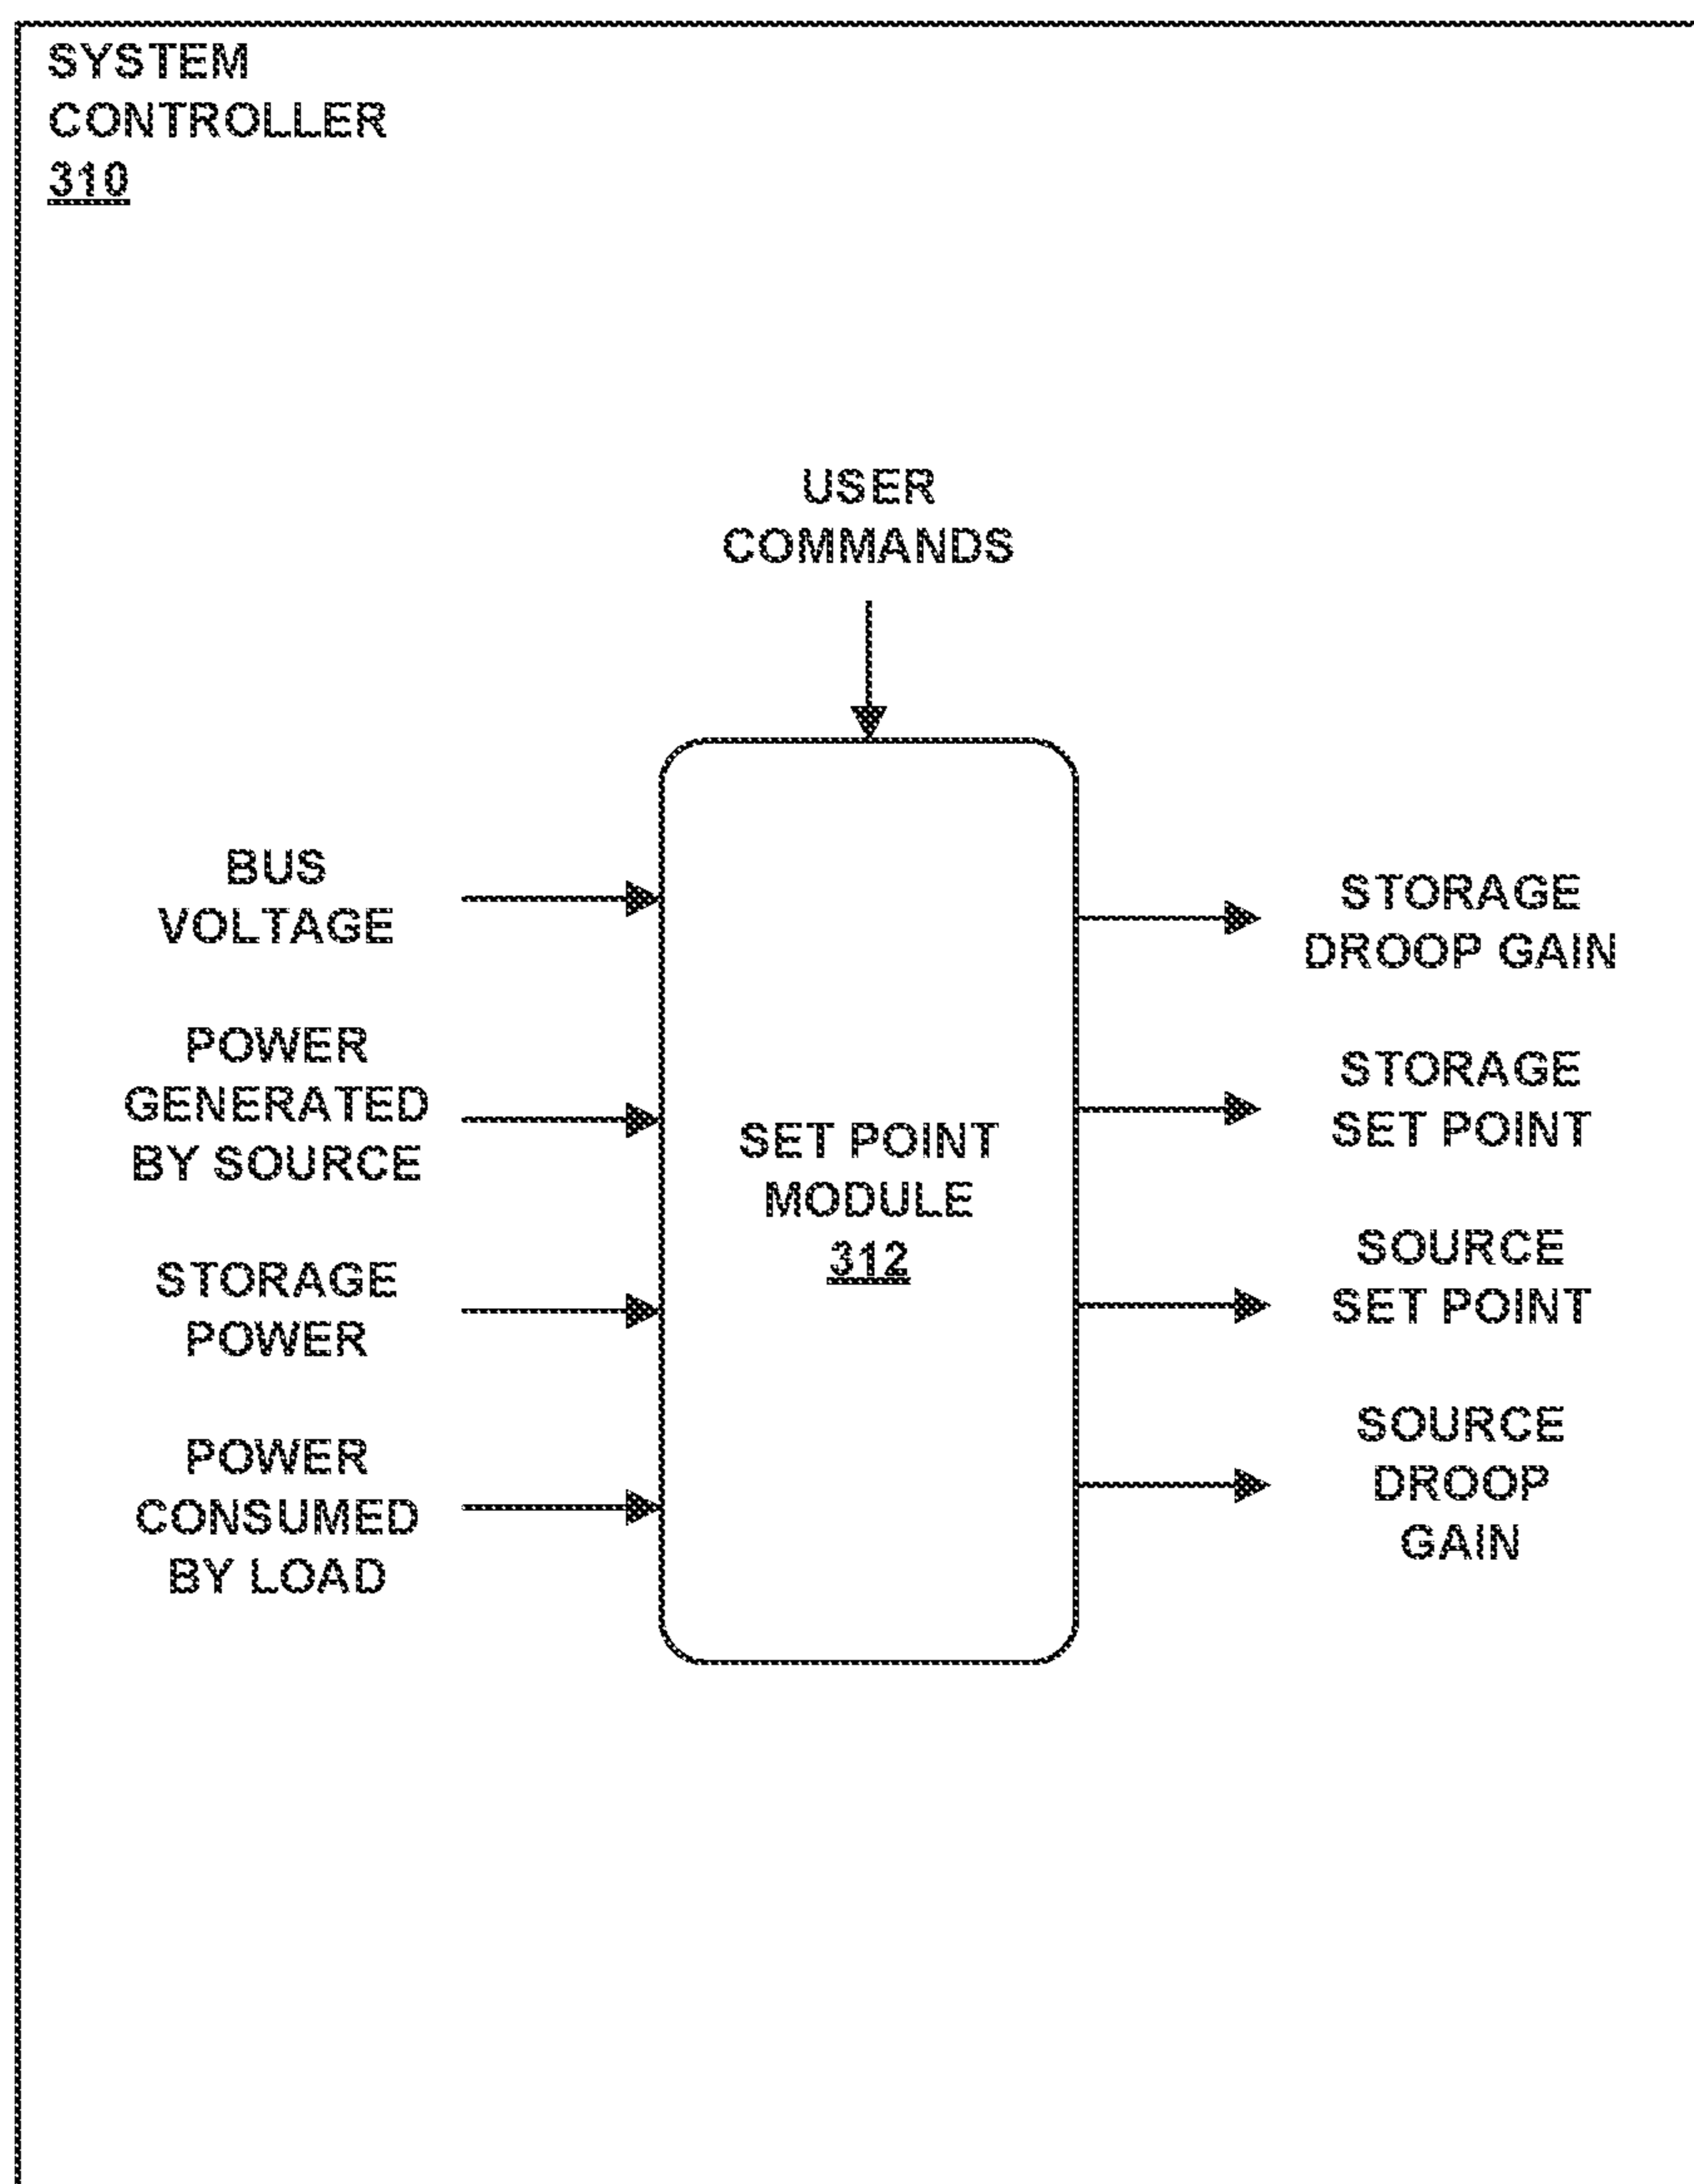 SYSTEM
CONTROLLER
310
USER
COMMANDS
BUS
VOLTAGE
POWER
GENERATED
BY SOURCE
STORAGE
POWER
POWER
CONSUMED
BY LOAD
SET POINT
MODULE
312
STORAGE
DROOP GAIN
STORAGE
SET POINT
SOURCE
SET POINT
SOURCE
DROOP
GAIN